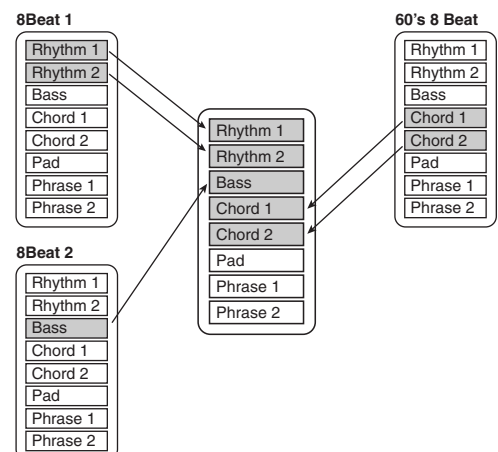 8Beat 1
Rhythm 1
Rhythm 2
Bass
Chord 1
Chord 2
Pad
Phrase 1
Phrase 2
8Beat 2
Rhythm 1
Rhythm 2
Bass
Chord 1
Chord 2
Pad
Phrase 1
Phrase 2
Rhythm 1
Rhythm 2
Bass
Chord 1
Chord 2
Pad
Phrase 1
Phrase 2
60's 8 Beat
Rhythm 1
Rhythm 2
Bass
Chord 1
Chord 2
Pad
Phrase 1
Phrase 2